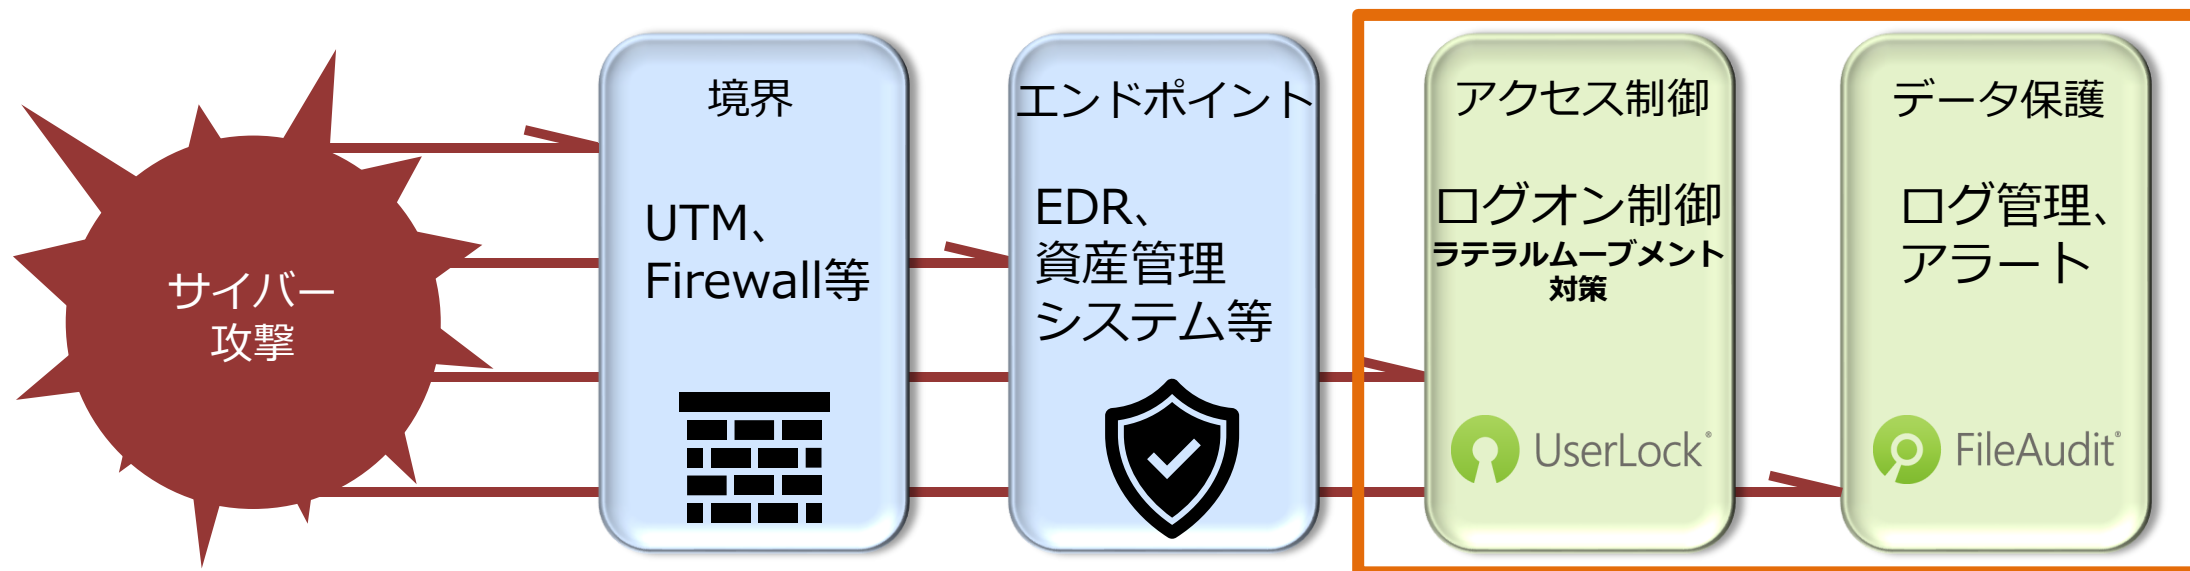 サイバー
攻撃
境界
UTM、
Firewall等
エンドポイント
EDR、
資産管理
システム等
アクセス制御
ログオン制御
ラテラルムーブメント
対策
UserLock®
データ保護
ログ管理、
アラート
FileAudit®